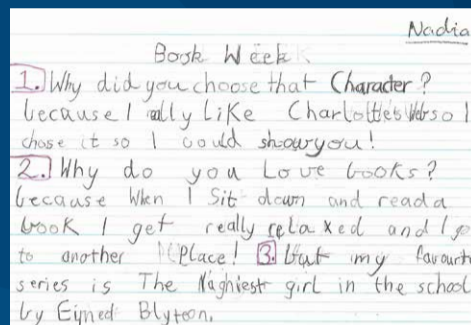 Nadia
Book Week
1. Why did you choose that Character?
because I really like Charlottes Web so I
chose it so I could show you!
2. Why do you Love books?
because When I Sit down and read a
book I get really relaxed and I go
to another Place! 3. but my favourite
series is The Naghiest girl in the school
by Eined Blyton.